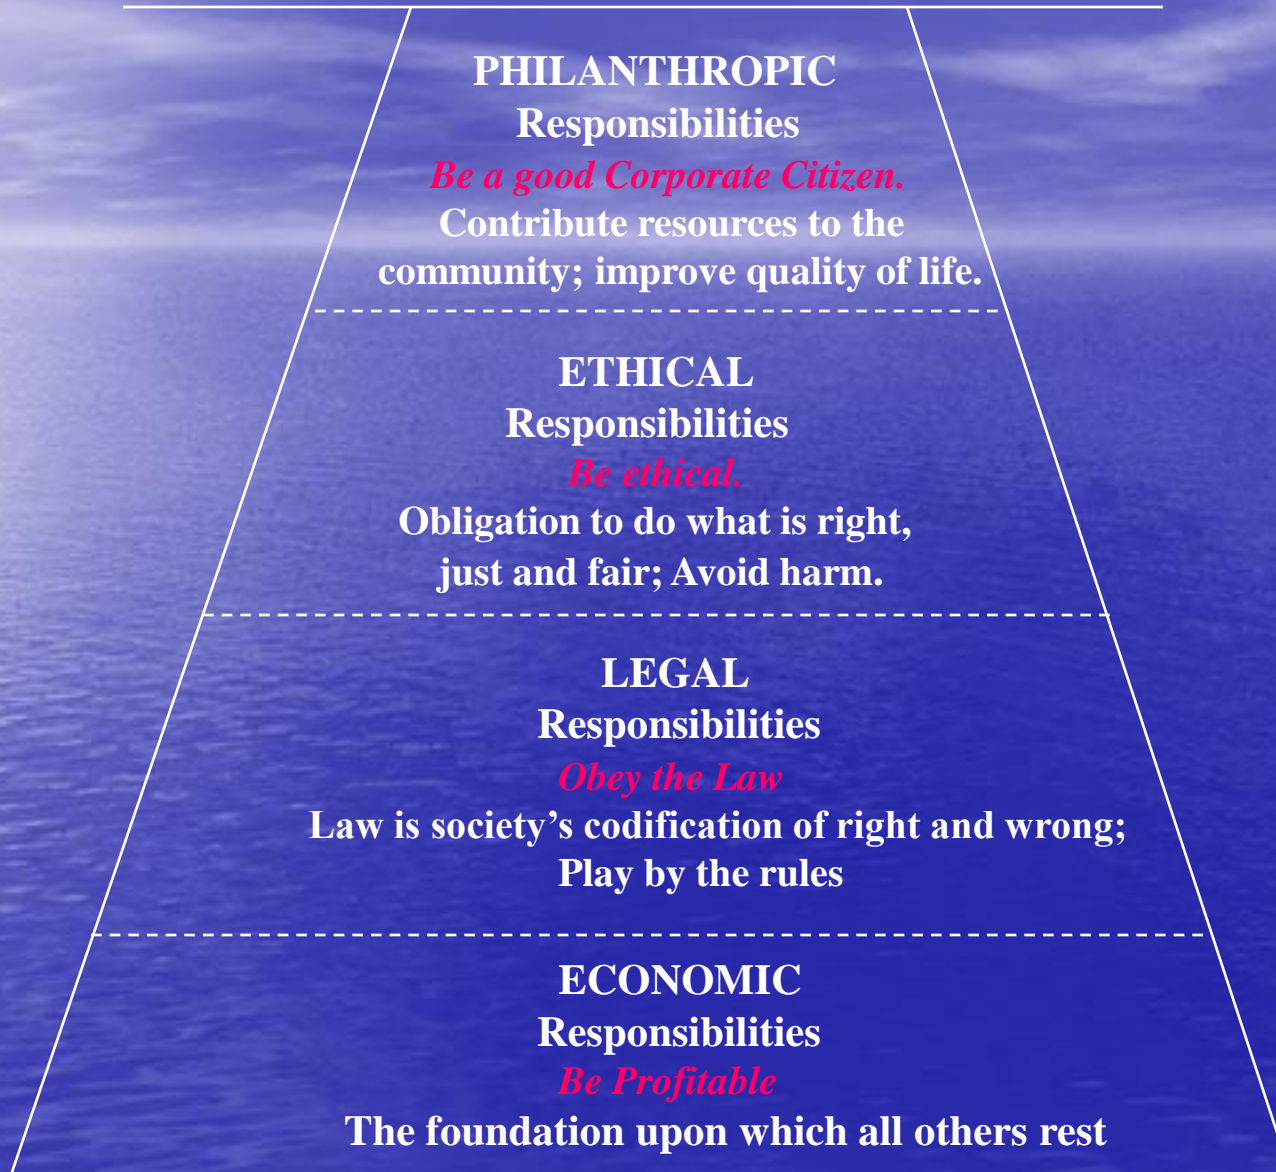 PHILANTHROPIC
Responsibilities
Be a good Corporate Citizen.
Contribute resources to the
community; improve quality of life.
ETHICAL
Responsibilities
Be ethical.
Obligation to do what is right,
just and fair; Avoid harm.
LEGAL
Responsibilities
Obey the Law
Law is society’s codification of right and wrong;
Play by the rules
ECONOMIC
Responsibilities
Be Profitable
The foundation upon which all others rest